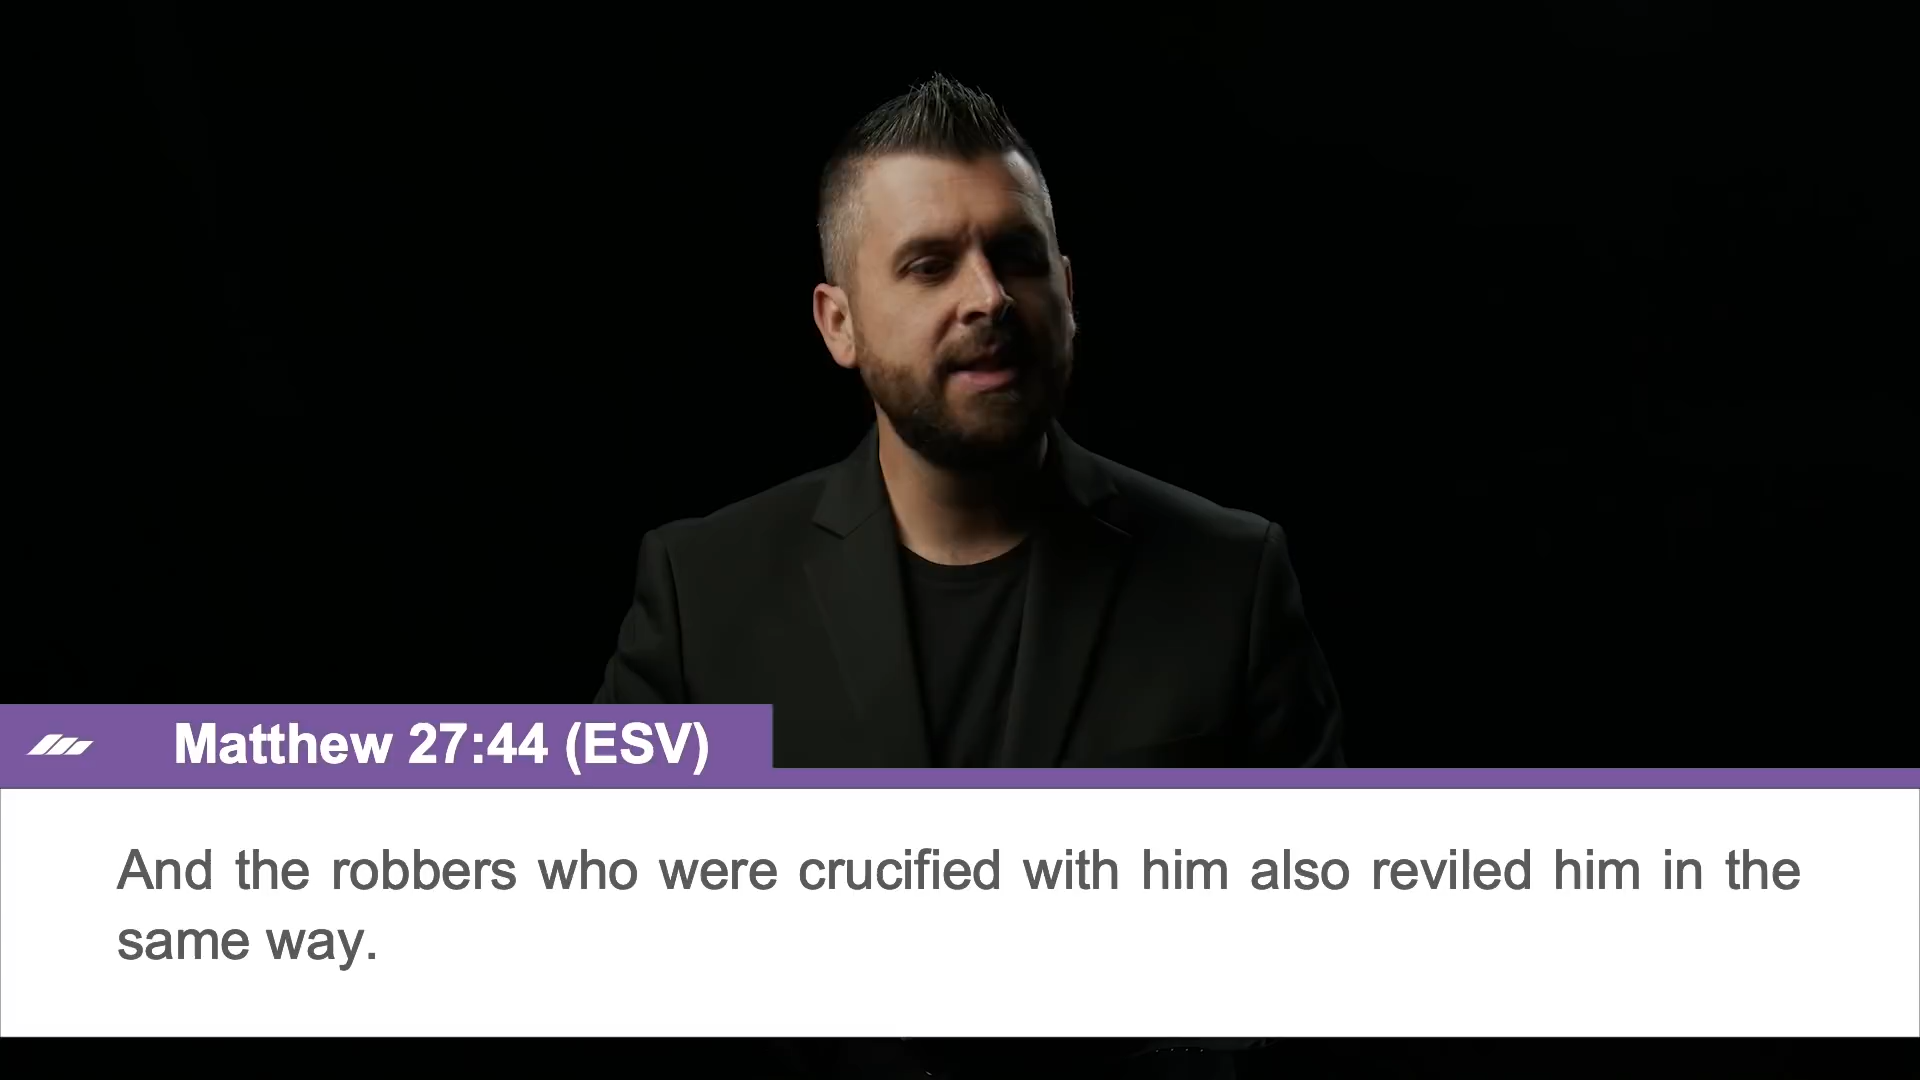 Matthew 27:44 (ESV)
And the robbers who were crucified with him also reviled him in the
same way.